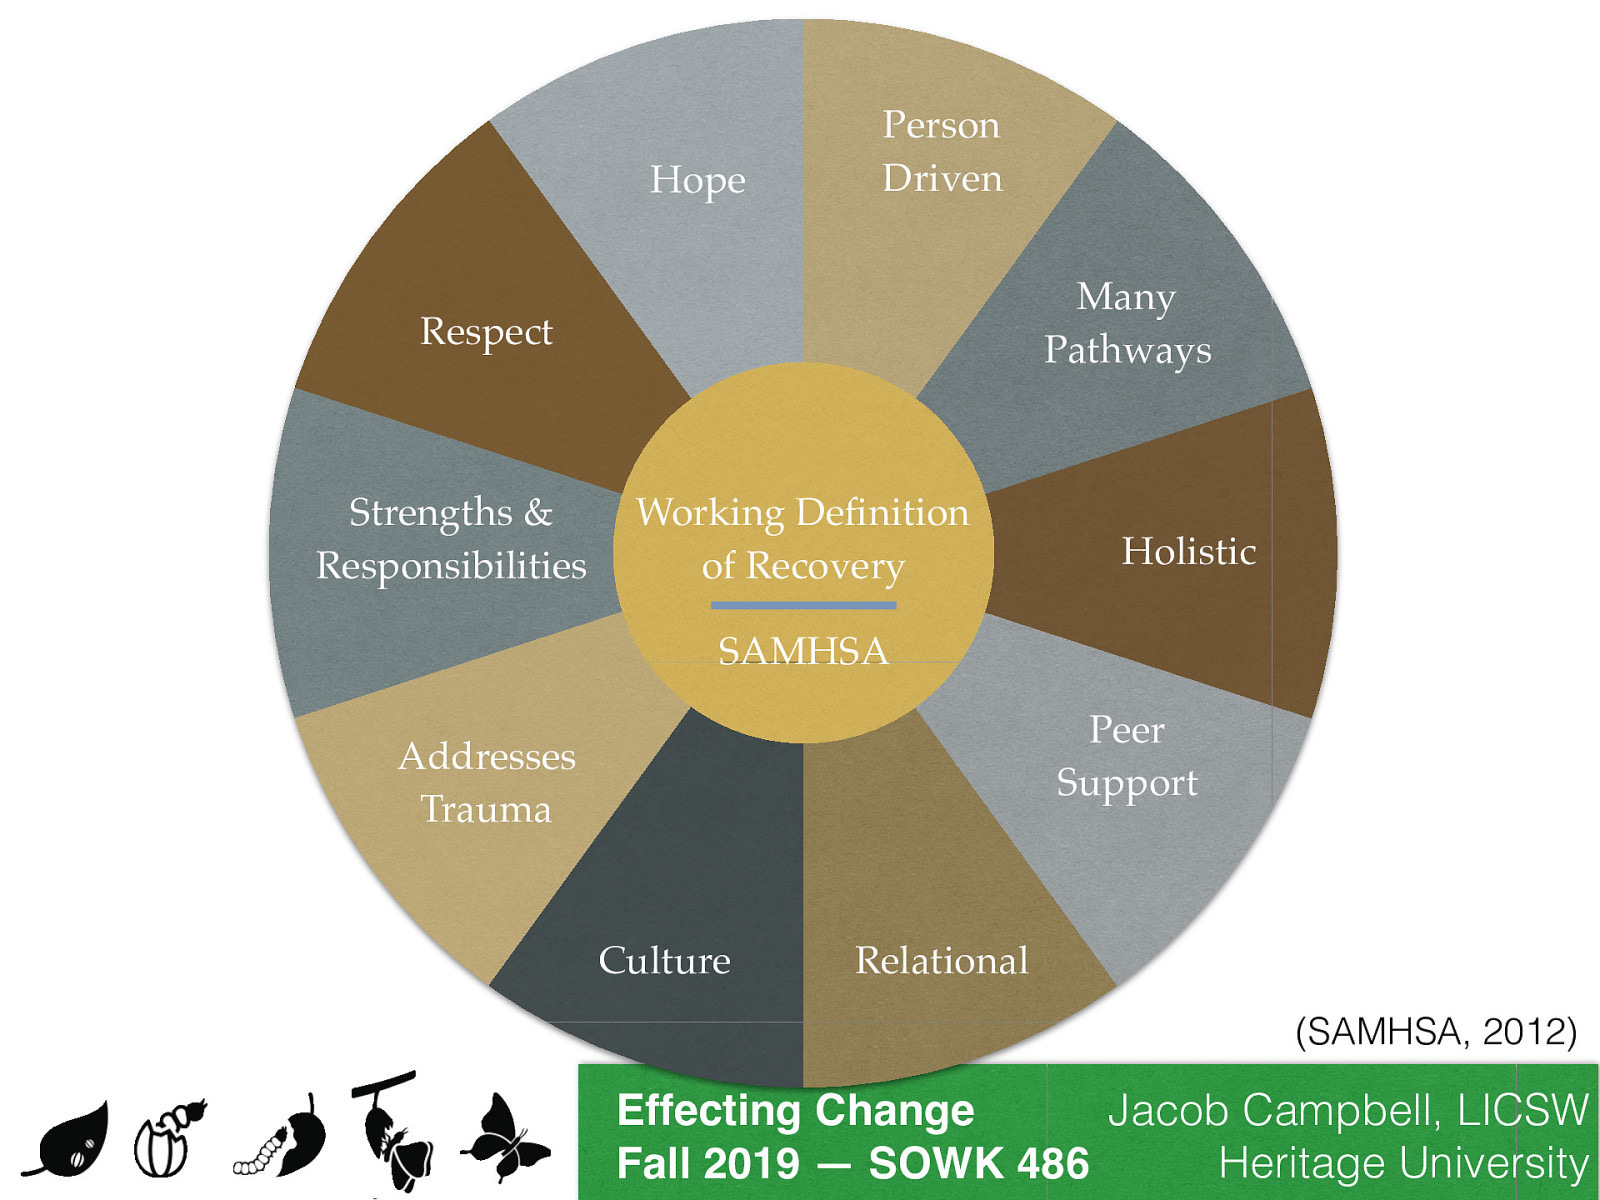 Hope
Person
Driven
Many
Pathways
Holistic
Peer
Support
Relational
Culture
Addresses
Trauma
Strengths &
Responsibilities
Respect
Working Definition
of Recovery
SAMHSA
(SAMHSA, 2012)
Effecting Change
Fall 2019 — SOWK 486
Jacob Campbell, LICSW
Heritage University